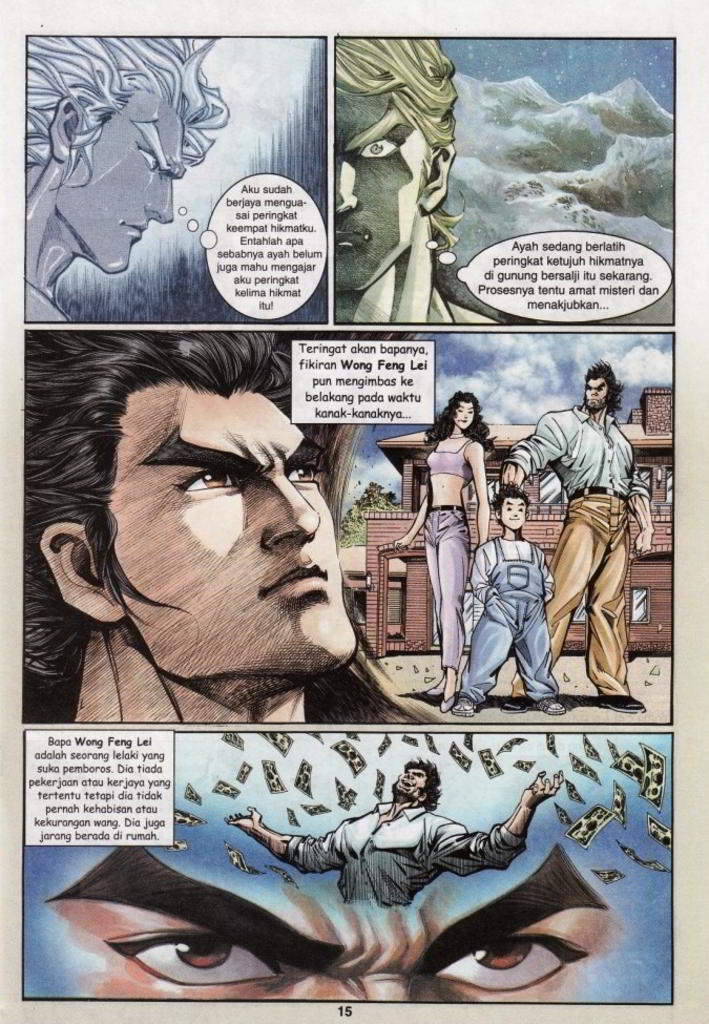 Aku sudah
berjaya mengua-
sai peringkat
keempat hikmatku.
Entahlah apa
sebabnya ayah belum
juga mahu mengajar
aku peringkat
kelima hikmat
itu!
Ayah sedang berlatih
peringkat ketujuh hikmatnya
di gunung bersalji itu sekarang.
Prosesnya tentu amat misteri dan
menakjubkan...
Teringat akan bapanya,
fikiran Wong Feng Lei
pun mengimbas ke
belakang pada waktu
kanak-kanaknya...
Bapa Wong Feng Lei
adalah seorang lelaki yang
suka pemboros. Dia tiada
pekerjaan atau kerjaya yang
tertentu tetapi dia tidak
pernah kehabisan atau
kekurangan wang. Dia juga
jarang berada di rumah.
15